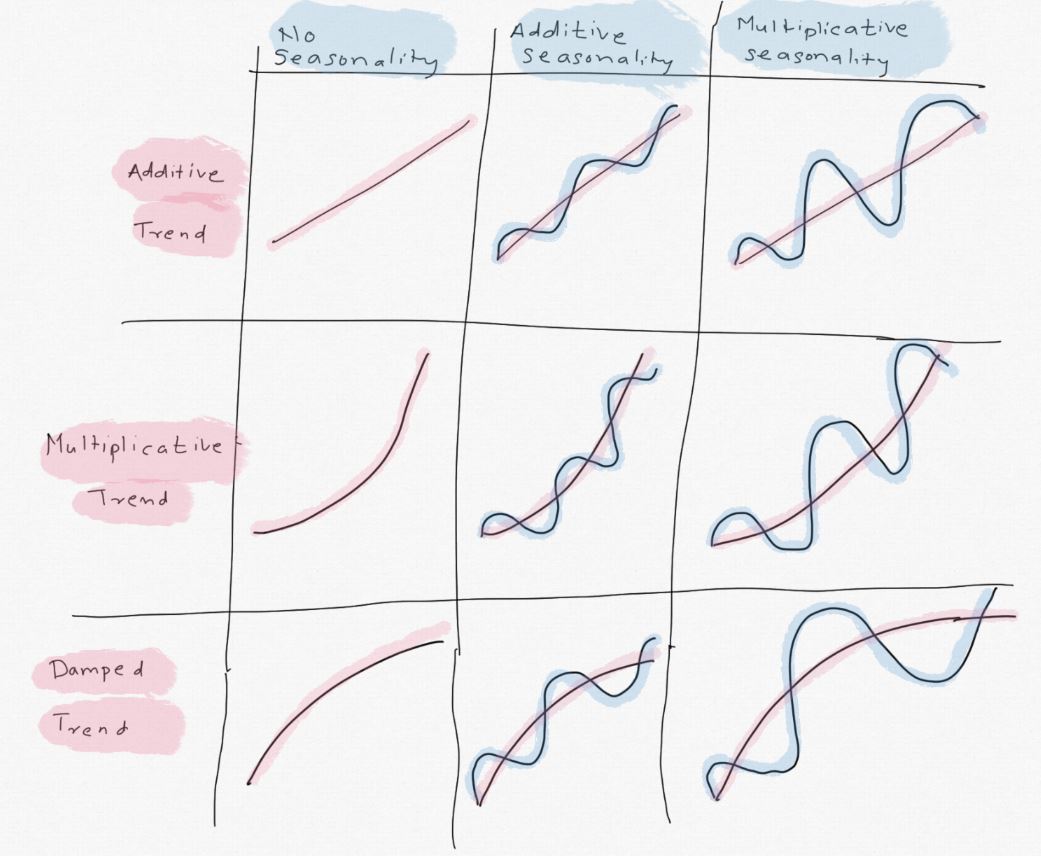 No
Seasonality
Additive
Seasonality
Multiplicative
seasonality
Additive
Trend
Multiplicative
Trend
Damped
Trend